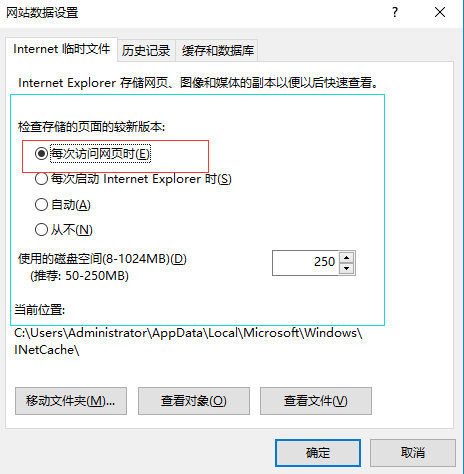 网站数据设置
Internet 临时文件 历史记录 缓存和数据库
Internet Explorer 存储网页、图像和媒体的副本以便以后快速查看。
检查存储的页面的较新版本:
每次访问网页时(E)
每次启动 Internet Explorer 时(S)
自动(A)
从不(N)
使用的磁盘空间(8-1024MB)(D) 250
(推荐: 50-250MB)
当前位置:
C:\Users\Administrator\AppData\Local\Microsoft\Windows\
INetCache\
移动文件夹(M)... 查看对象(O) 查看文件(V)
确定 取消